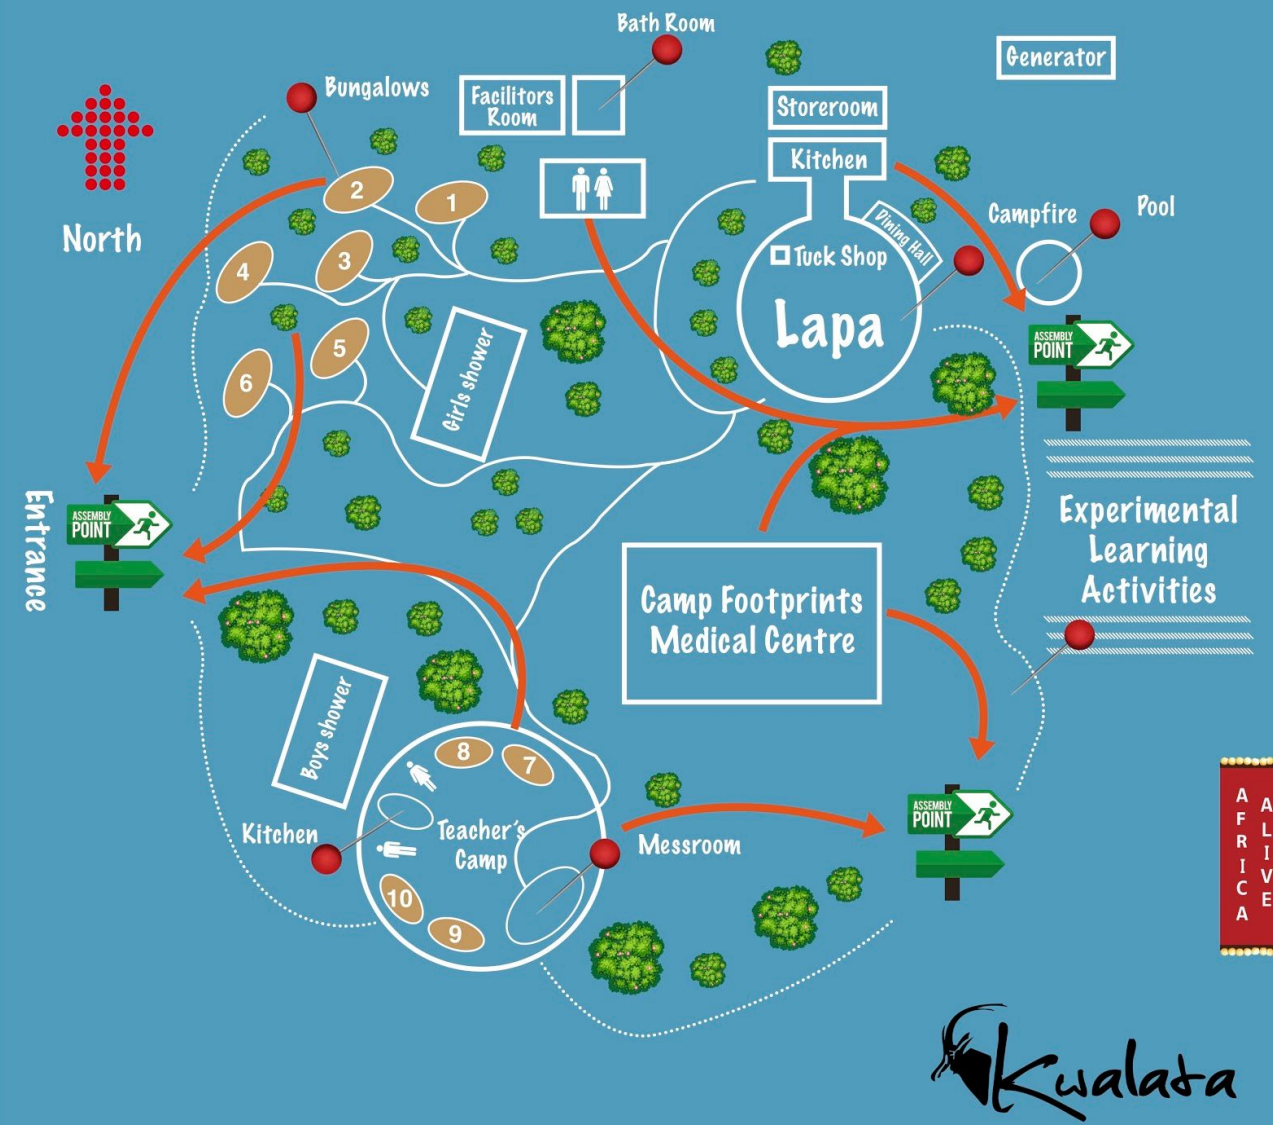 Bath Room
Generator
Bungalows
Facilitors
Room
Storeroom
Kitchen
North
2
1
Campfire
Pool
Dining Hall
Tuck Shop
4
3
Lapa
ASSEMBLY
POINT
5
6
Girls shower
Entrance
ASSEMBLY
POINT
Experimental
Learning
Activities
Camp Footprints
Medical Centre
Boys shower
8
7
Kitchen
Teacher's
Camp
Messroom
ASSEMBLY
POINT
10
9
AFRICA
ALIVE
Kwalata